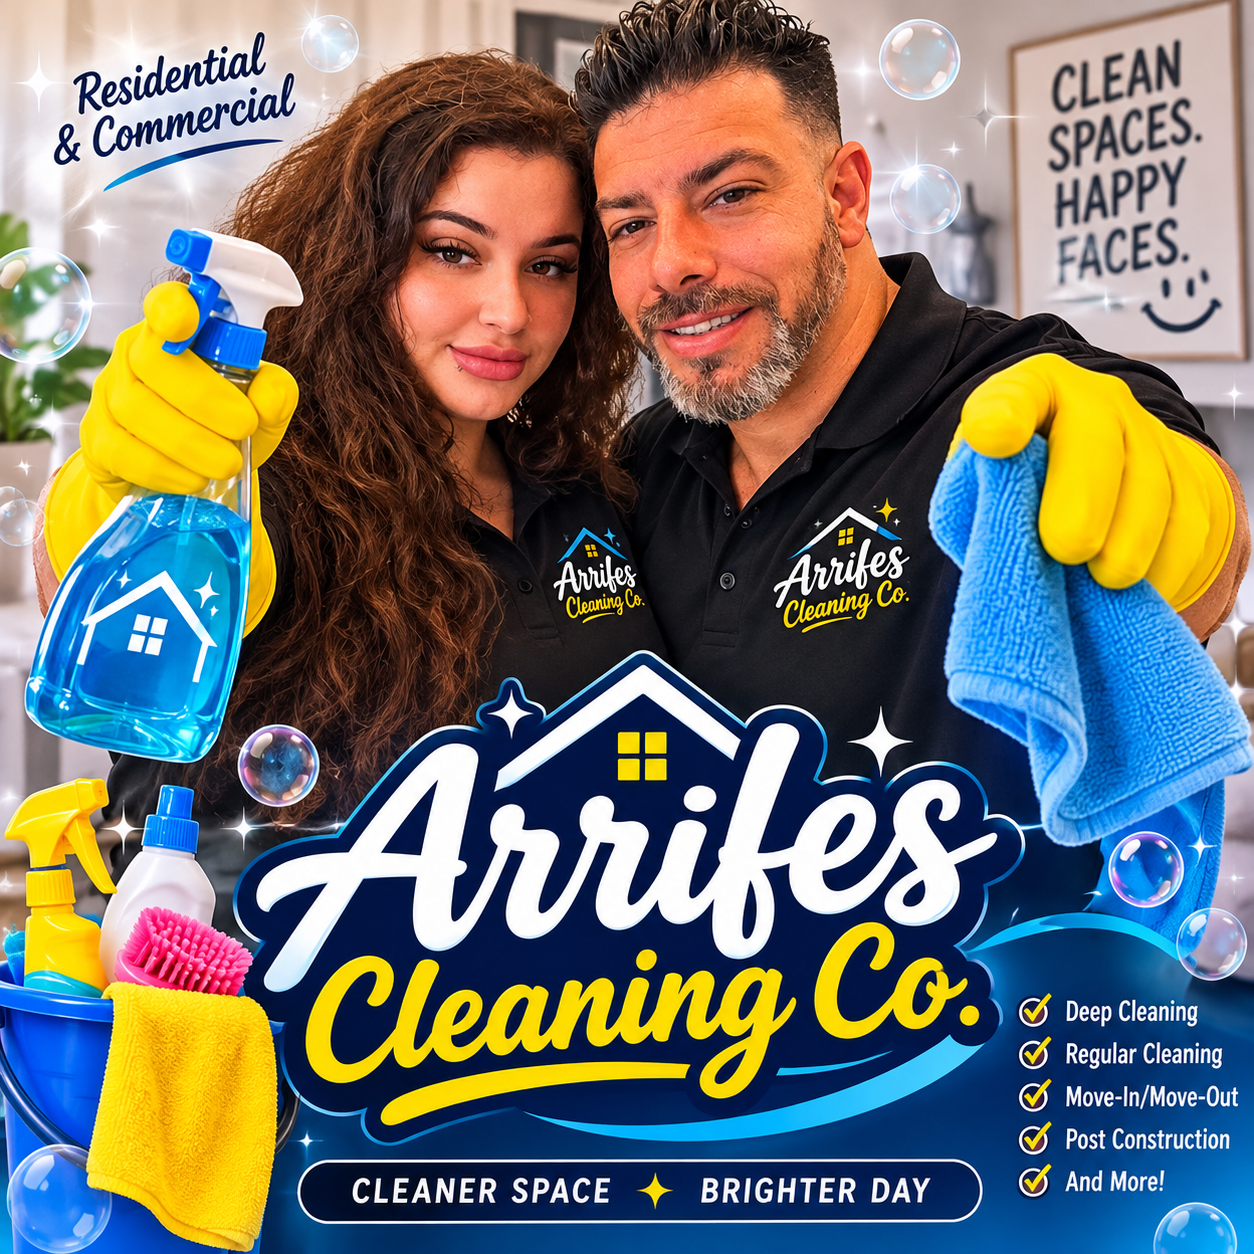 Residential
& Commercial
CLEAN
SPACES.
HAPPY
FACES.
Arrifes
Cleaning Co.
Arrifes
Cleaning Co.
Arrifes
Cleaning Co.
Deep Cleaning
Regular Cleaning
Move-In/Move-Out
Post Construction
And More!
CLEANER SPACE BRIGHTER DAY